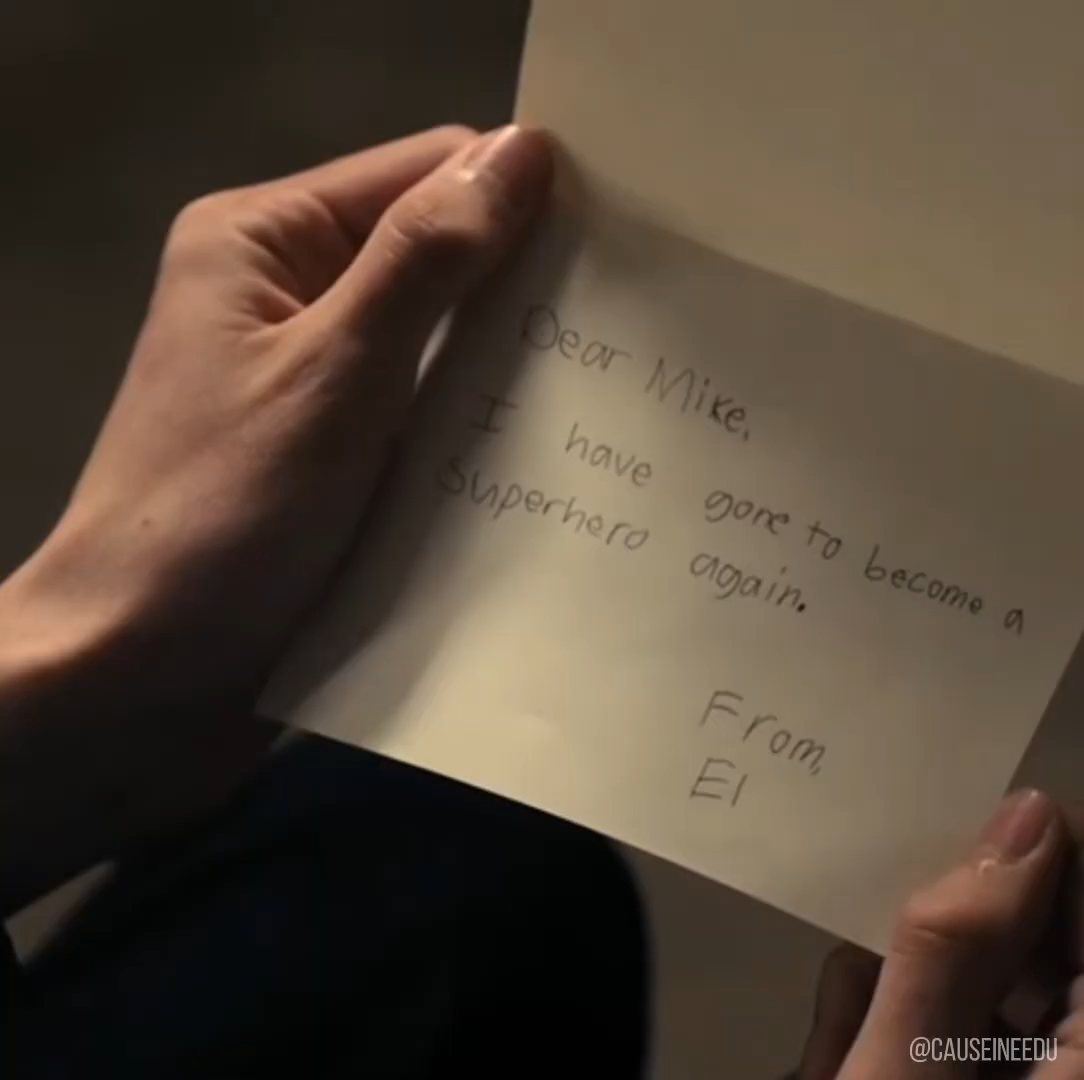 Dear Mike,
I have gone to become a
Superhero again.
From,
El
@CAUSEINEEDU